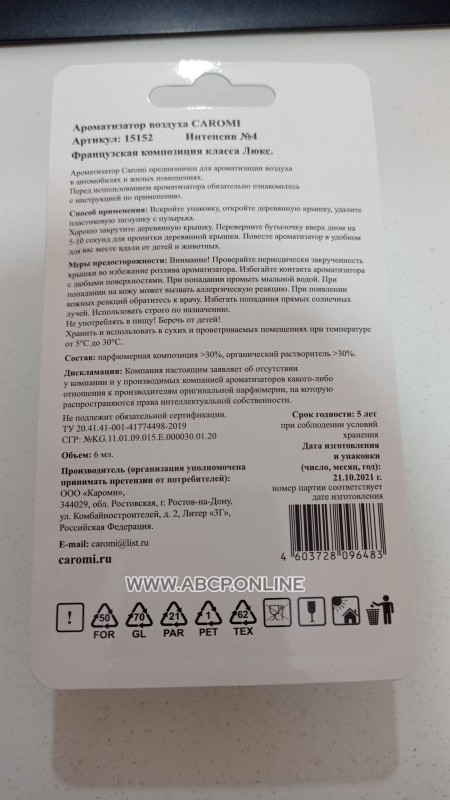 Ароматизатор воздуха CAROMI
Артикул: 15152 Интенсив №4
Французская композиция класса Люкс.
Ароматизатор Caromi предназначен для ароматизации воздуха
в автомобилях и жилых помещениях.
Перед использованием ароматизатора обязательно ознакомьтесь
с инструкцией по применению.
Способ применения: Вскройте упаковку, откройте деревянную крышку, удалите
пластиковую заглушку с пузырька.
Хорошо закрутите деревянную крышку. Переверните бутылочку вверх дном на
5-10 секунд для пропитки деревянной крышки. Повесте ароматизатор в удобном
для вас месте вдали от детей и животных.
Меры предосторожности: Внимание! Проверяйте периодически закрученность
крышки во избежание розлива ароматизатора. Избегайте контакта ароматизатора
с любыми поверхностями. При попадании промыть мыльной водой. При
попадании на кожу может вызвать аллергическую реакцию. При появлении
кожных реакций обратитесь к врачу. Избегать попадания прямых солнечных
лучей. Использовать строго по назначению.
Не употреблять в пищу! Беречь от детей!
Хранить и использовать в сухих и проветриваемых помещениях при температуре
от 5°С до 30°С.
Состав: парфюмерная композиция >30%, органический растворитель >30%.
Дискламация: Компания настоящим заявляет об отсутствии
у компании и у производимых компанией ароматизаторов какого-либо
отношения к производителям оригинальной парфюмерии, на которую
распространяются права интеллектуальной собственности.
Не подлежит обязательной сертификации.
ТУ 20.41.41-001-41774498-2019
СГР: №KG.11.01.09.015.E.000030.01.20
Объем: 6 мл.
Производитель (организация уполномочена
принимать претензии от потребителей):
ООО «Кароми»,
344029, обл. Ростовская, г. Ростов-на-Дону,
ул. Комбайностроителей, д. 2, Литер «3Г»,
Российская Федерация.
E-mail: caromi@list.ru
caromi.ru
Срок годности: 5 лет
при соблюдении условий
хранения
Дата изготовления
и упаковки
(число, месяц, год):
21.10.2021 г.
номер партии соответствует
дате изготовления
4 603728 096483
WWW.ABCP.ONLINE
! 50 70 21 1 62
FOR GL PAR PET TEX